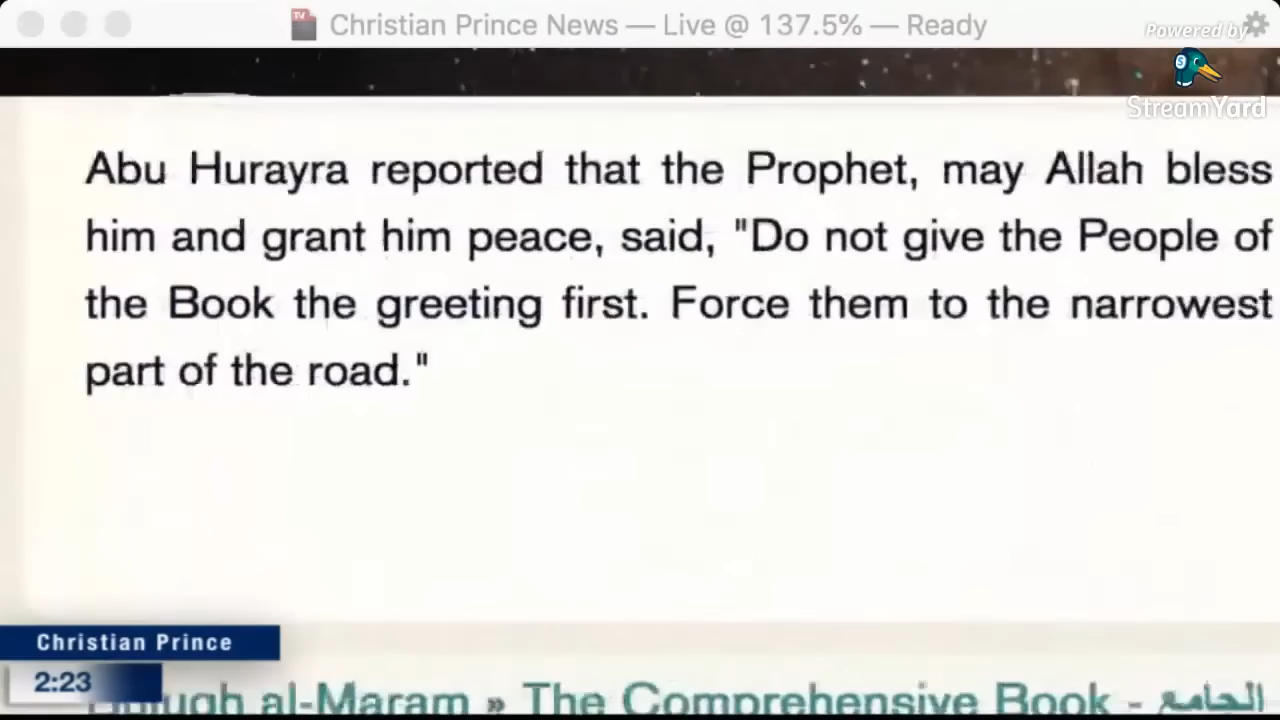 Christian Prince News — Live @ 137.5% — Ready
Powered by
StreamYard
Abu Hurayra reported that the Prophet, may Allah bless
him and grant him peace, said, "Do not give the People of
the Book the greeting first. Force them to the narrowest
part of the road."
Christian Prince
2:23
al-Maram » The Comprehensive Book - الجامع